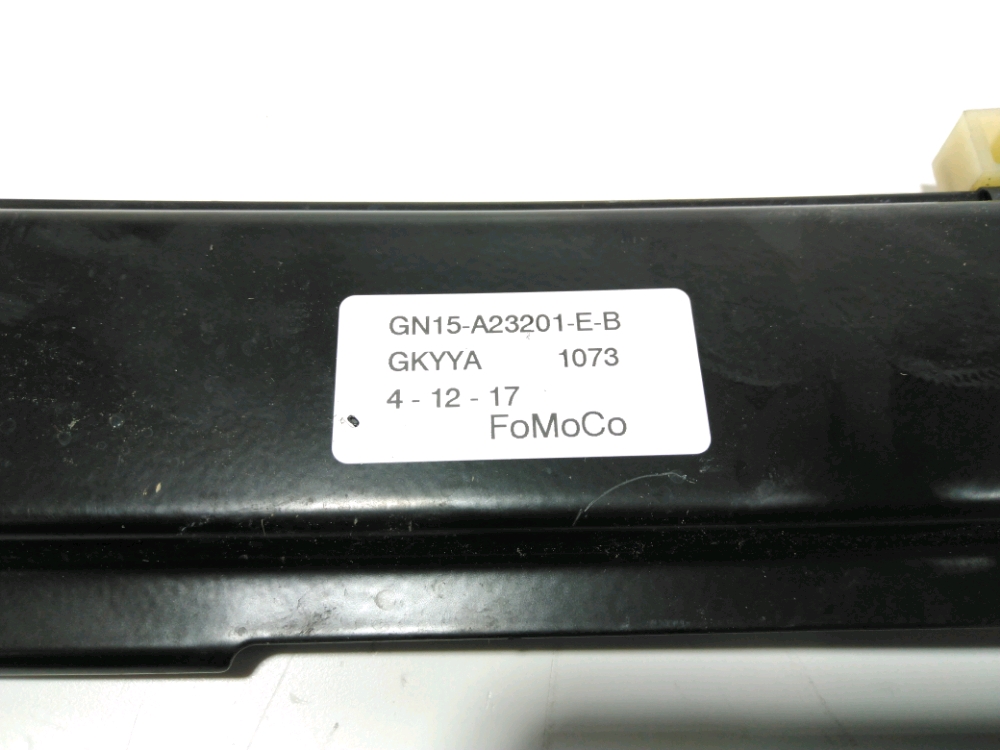 GN15-A23201-E-B
GKYYA 1073
4 - 12 - 17
FoMoCo